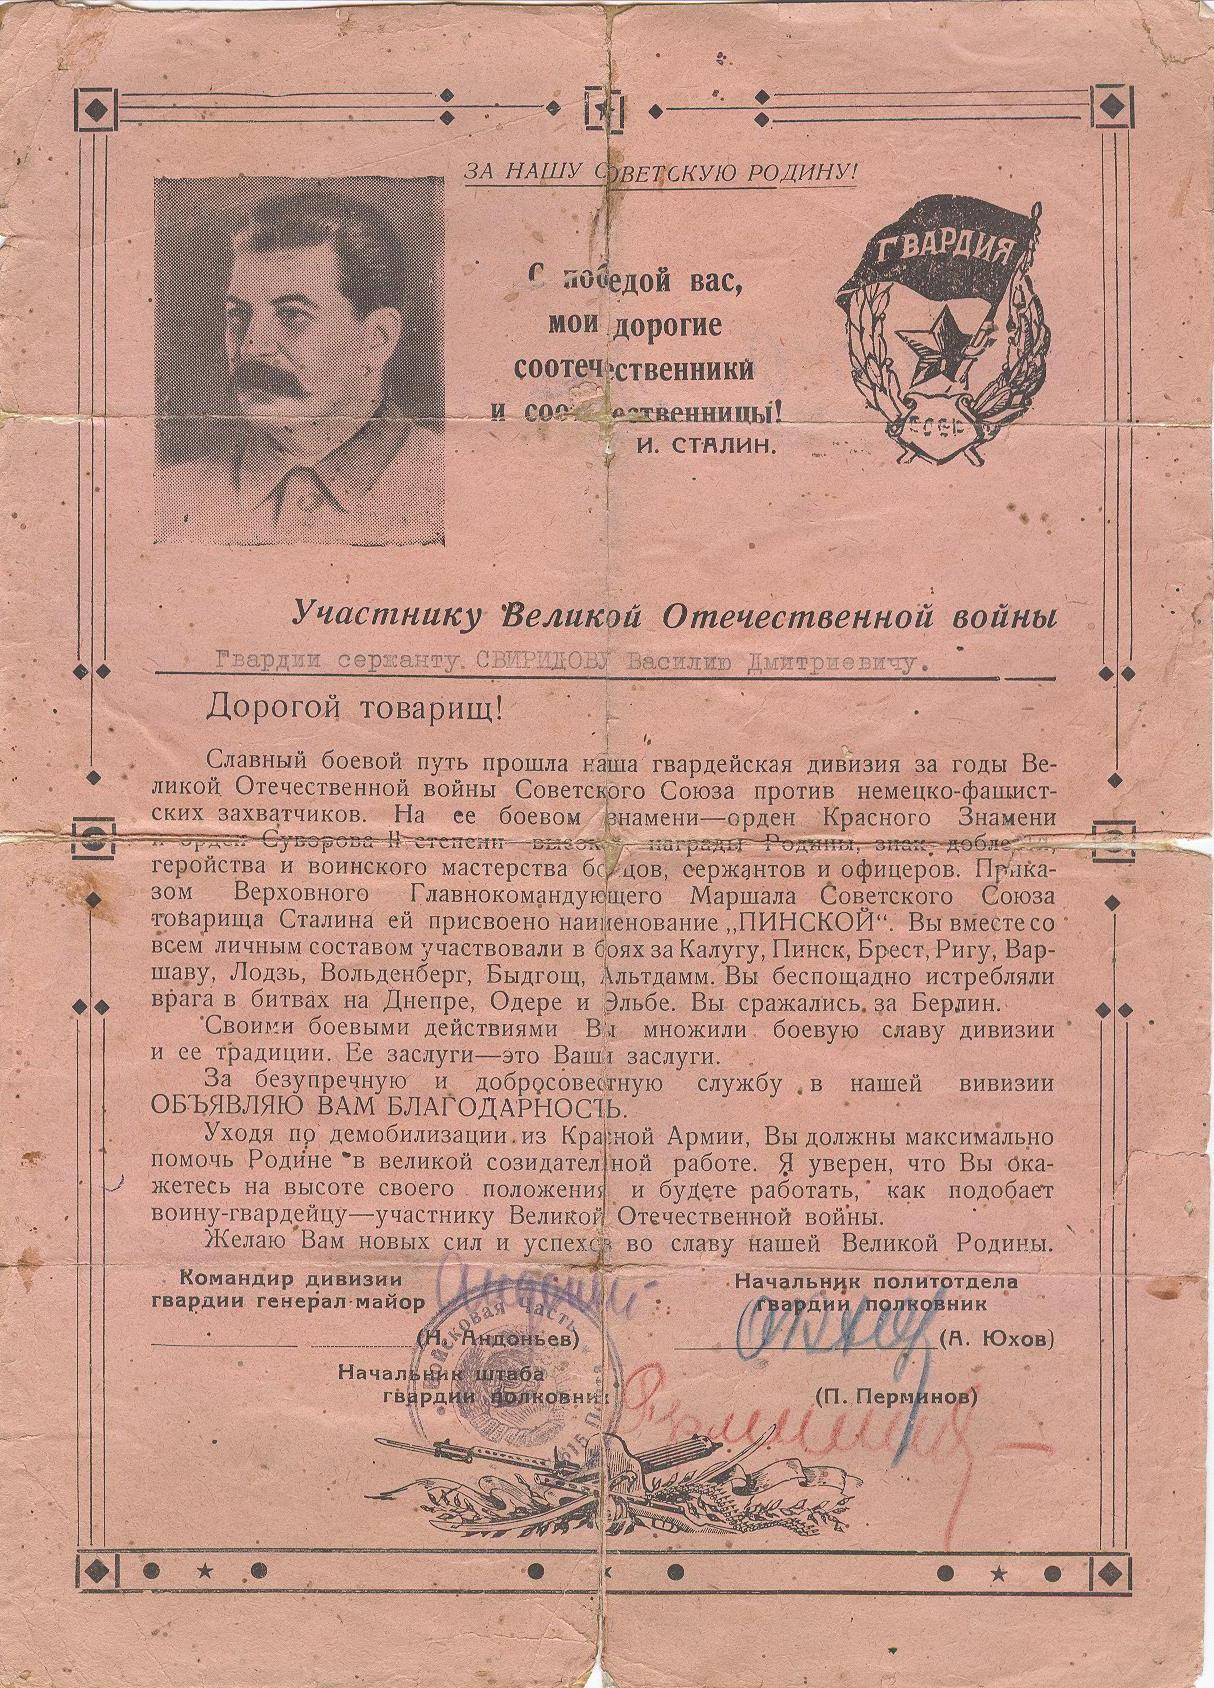 ЗА НАШУ СОВЕТСКУЮ РОДИНУ!
С победой вас,
мои дорогие
соотечественники
и соотечественницы!
И. СТАЛИН.
ГВАРДИЯ
СССР
Участнику Великой Отечественной войны
Гвардии сержанту СВИРИДОВУ Василию Дмитриевичу.
Дорогой товарищ!
Славный боевой путь прошла наша гвардейская дивизия за годы Ве-
ликой Отечественной войны Советского Союза против немецко-фашист-
ских захватчиков. На ее боевом знамени—орден Красного Знамени
и орден Суворова II степени—высокие награды Родины, знак доблести,
геройства и воинского мастерства бойцов, сержантов и офицеров. Прика-
зом Верховного Главнокомандующего Маршала Советского Союза
товарища Сталина ей присвоено наименование „ПИНСКОЙ“. Вы вместе со
всем личным составом участвовали в боях за Калугу, Пинск, Брест, Ригу, Вар-
шаву, Лодзь, Вольденберг, Быдгощ, Альтдамм. Вы беспощадно истребляли
врага в битвах на Днепре, Одере и Эльбе. Вы сражались за Берлин.
Своими боевыми действиями Вы множили боевую славу дивизии
и ее традиции. Ее заслуги—это Ваши заслуги.
За безупречную и добросовестную службу в нашей вивизии
ОБЪЯВЛЯЮ ВАМ БЛАГОДАРНОСТЬ.
Уходя по демобилизации из Красной Армии, Вы должны максимально
помочь Родине в великой созидательной работе. Я уверен, что Вы ока-
жетесь на высоте своего положения и будете работать, как подобает
воину-гвардейцу—участнику Великой Отечественной войны.
Желаю Вам новых сил и успехов во славу нашей Великой Родины.
Командир дивизии
гвардии генерал-майор
(Н. Андоньев)
Начальник политотдела
гвардии полковник
(А. Юхов)
Начальник штаба
гвардии полковник
(П. Перминов)
Войсковая часть